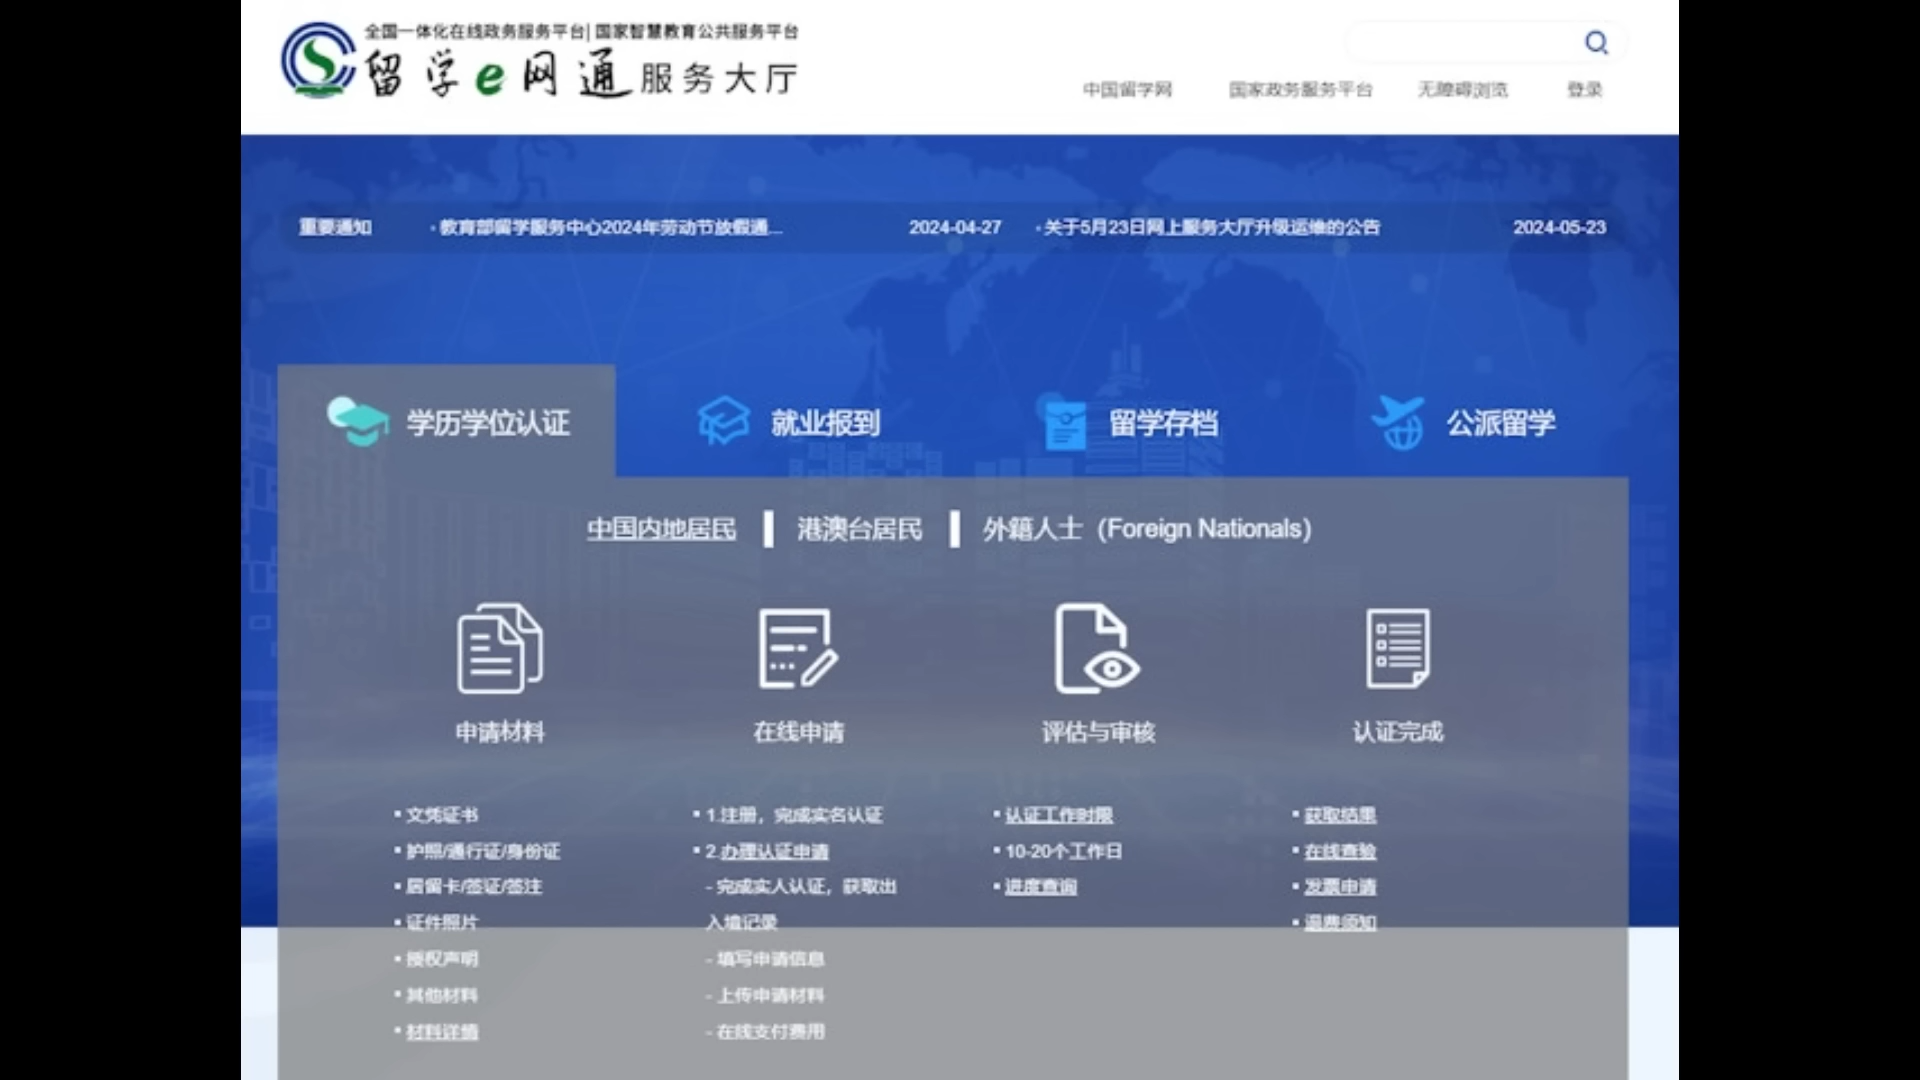 全国一体化在线政务服务平台| 国家智慧教育公共服务平台
留学e网通服务大厅
中国留学网 国家政务服务平台 无障碍浏览 登录
重要通知 ·教育部留学服务中心2024年劳动节放假通... 2024-04-27 ·关于5月23日网上服务大厅升级运维的公告 2024-05-23
学历学位认证 就业报到 留学存档 公派留学
中国内地居民 港澳台居民 外籍人士 (Foreign Nationals)
申请材料 在线申请 评估与审核 认证完成
文凭证书
护照/通行证/身份证
居留卡/签证/签注
证件照片
授权声明
其他材料
材料详情
1.注册，完成实名认证
2.办理认证申请
- 完成实人认证，获取出
入境记录
- 填写申请信息
- 上传申请材料
- 在线支付费用
认证工作时限
10-20个工作日
进度查询
获取结果
在线查验
发票申请
退费须知